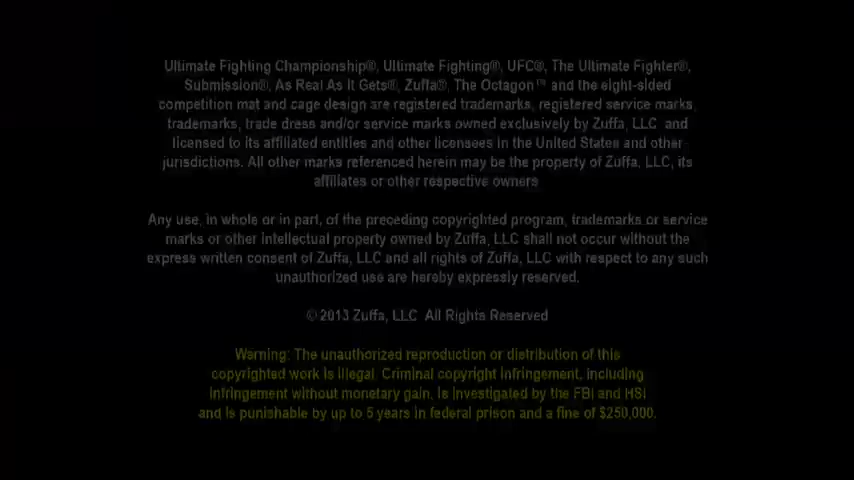 Ultimate Fighting Championship®, Ultimate Fighting®, UFC®, The Ultimate Fighter®,
Submission®, As Real As It Gets®, Zuffa®, The Octagon™ and the eight-sided
competition mat and cage design are registered trademarks, registered service marks,
trademarks, trade dress and/or service marks owned exclusively by Zuffa, LLC and
licensed to its affiliated entities and other licensees in the United States and other
jurisdictions. All other marks referenced herein may be the property of Zuffa, LLC, its
affiliates or other respective owners
Any use, in whole or in part, of the preceding copyrighted program, trademarks or service
marks or other intellectual property owned by Zuffa, LLC shall not occur without the
express written consent of Zuffa, LLC and all rights of Zuffa, LLC with respect to any such
unauthorized use are hereby expressly reserved.
© 2013 Zuffa, LLC All Rights Reserved
Warning: The unauthorized reproduction or distribution of this
copyrighted work is illegal. Criminal copyright infringement, including
infringement without monetary gain, is investigated by the FBI and HSI
and is punishable by up to 5 years in federal prison and a fine of $250,000.